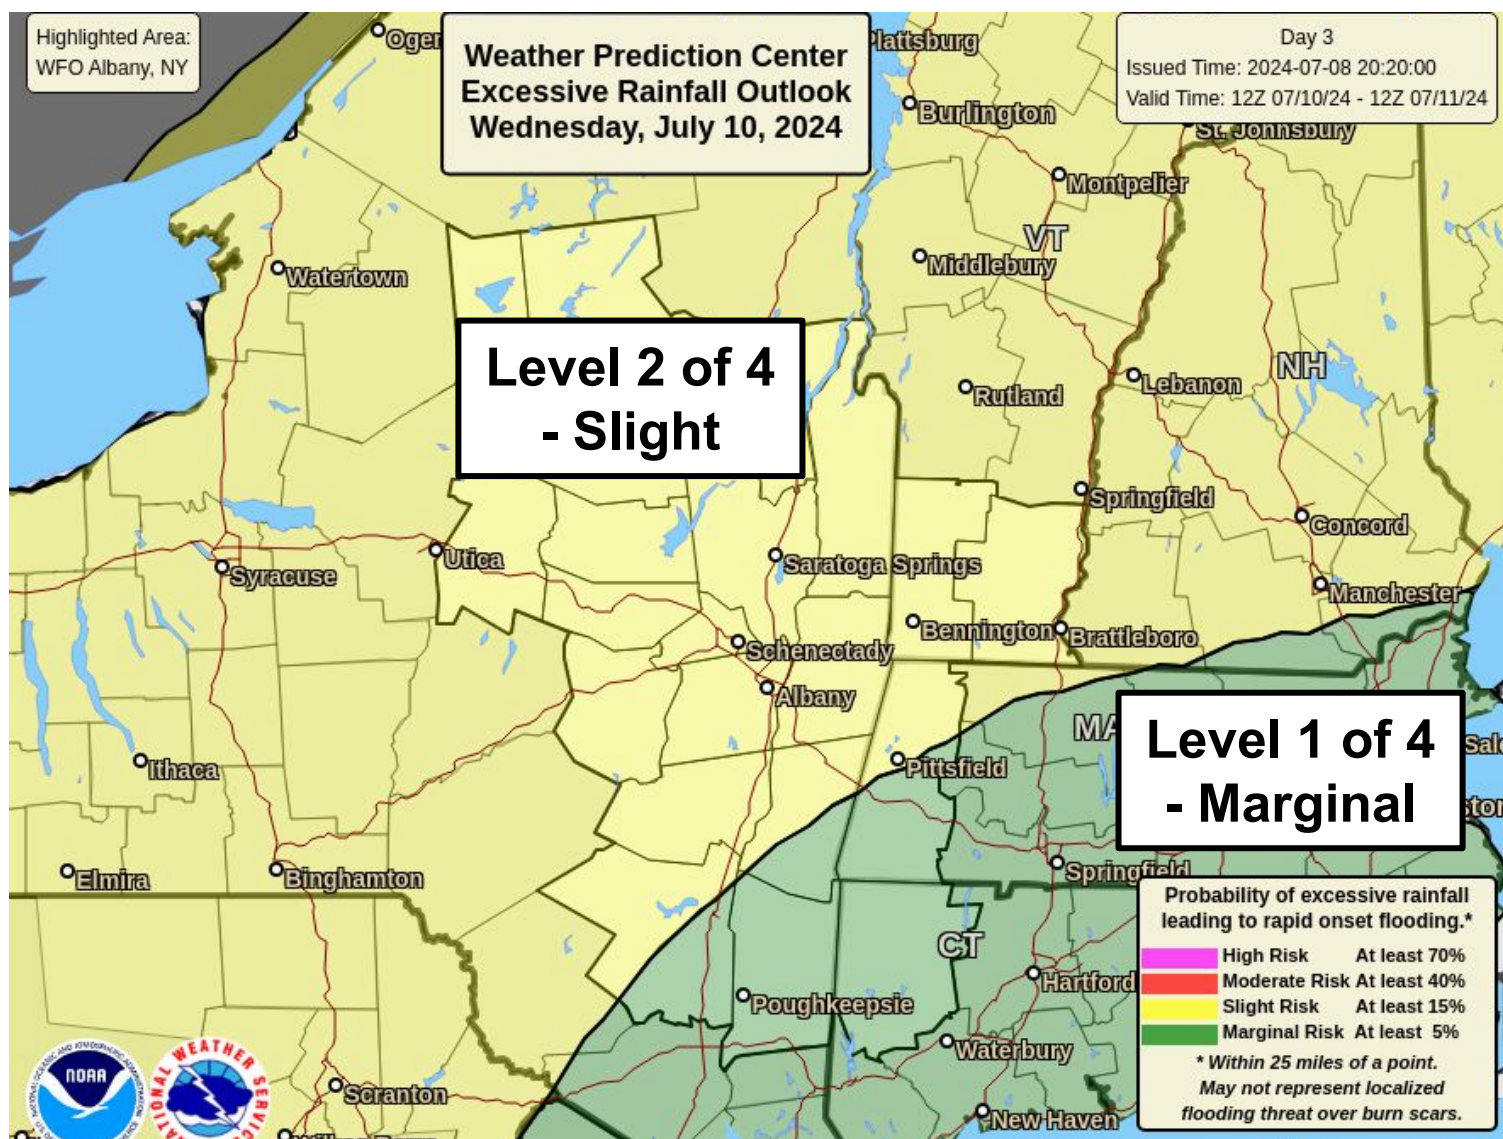 Highlighted Area:
WFO Albany, NY
Weather Prediction Center
Excessive Rainfall Outlook
Wednesday, July 10, 2024
Day 3
Issued Time: 2024-07-08 20:20:00
Valid Time: 12Z 07/10/24 - 12Z 07/11/24
Oger
Plattsburg
Burlington
St. Johnsbury
Montpelier
VT
Middlebury
Watertown
Level 2 of 4
- Slight
NH
Lebanon
Rutland
Springfield
Concord
Utica
Syracuse
Saratoga Springs
Manchester
Bennington
Brattleboro
Schenectady
Albany
MA
Level 1 of 4
- Marginal
Sal
Ithaca
Pittsfield
ston
Elmira
Binghamton
Springfield
Probability of excessive rainfall
leading to rapid onset flooding.*
High Risk At least 70%
Moderate Risk At least 40%
Slight Risk At least 15%
Marginal Risk At least 5%
* Within 25 miles of a point.
May not represent localized
flooding threat over burn scars.
CT
Hartford
Poughkeepsie
Waterbury
Scranton
New Haven
NOAA
NATIONAL WEATHER SERVICE